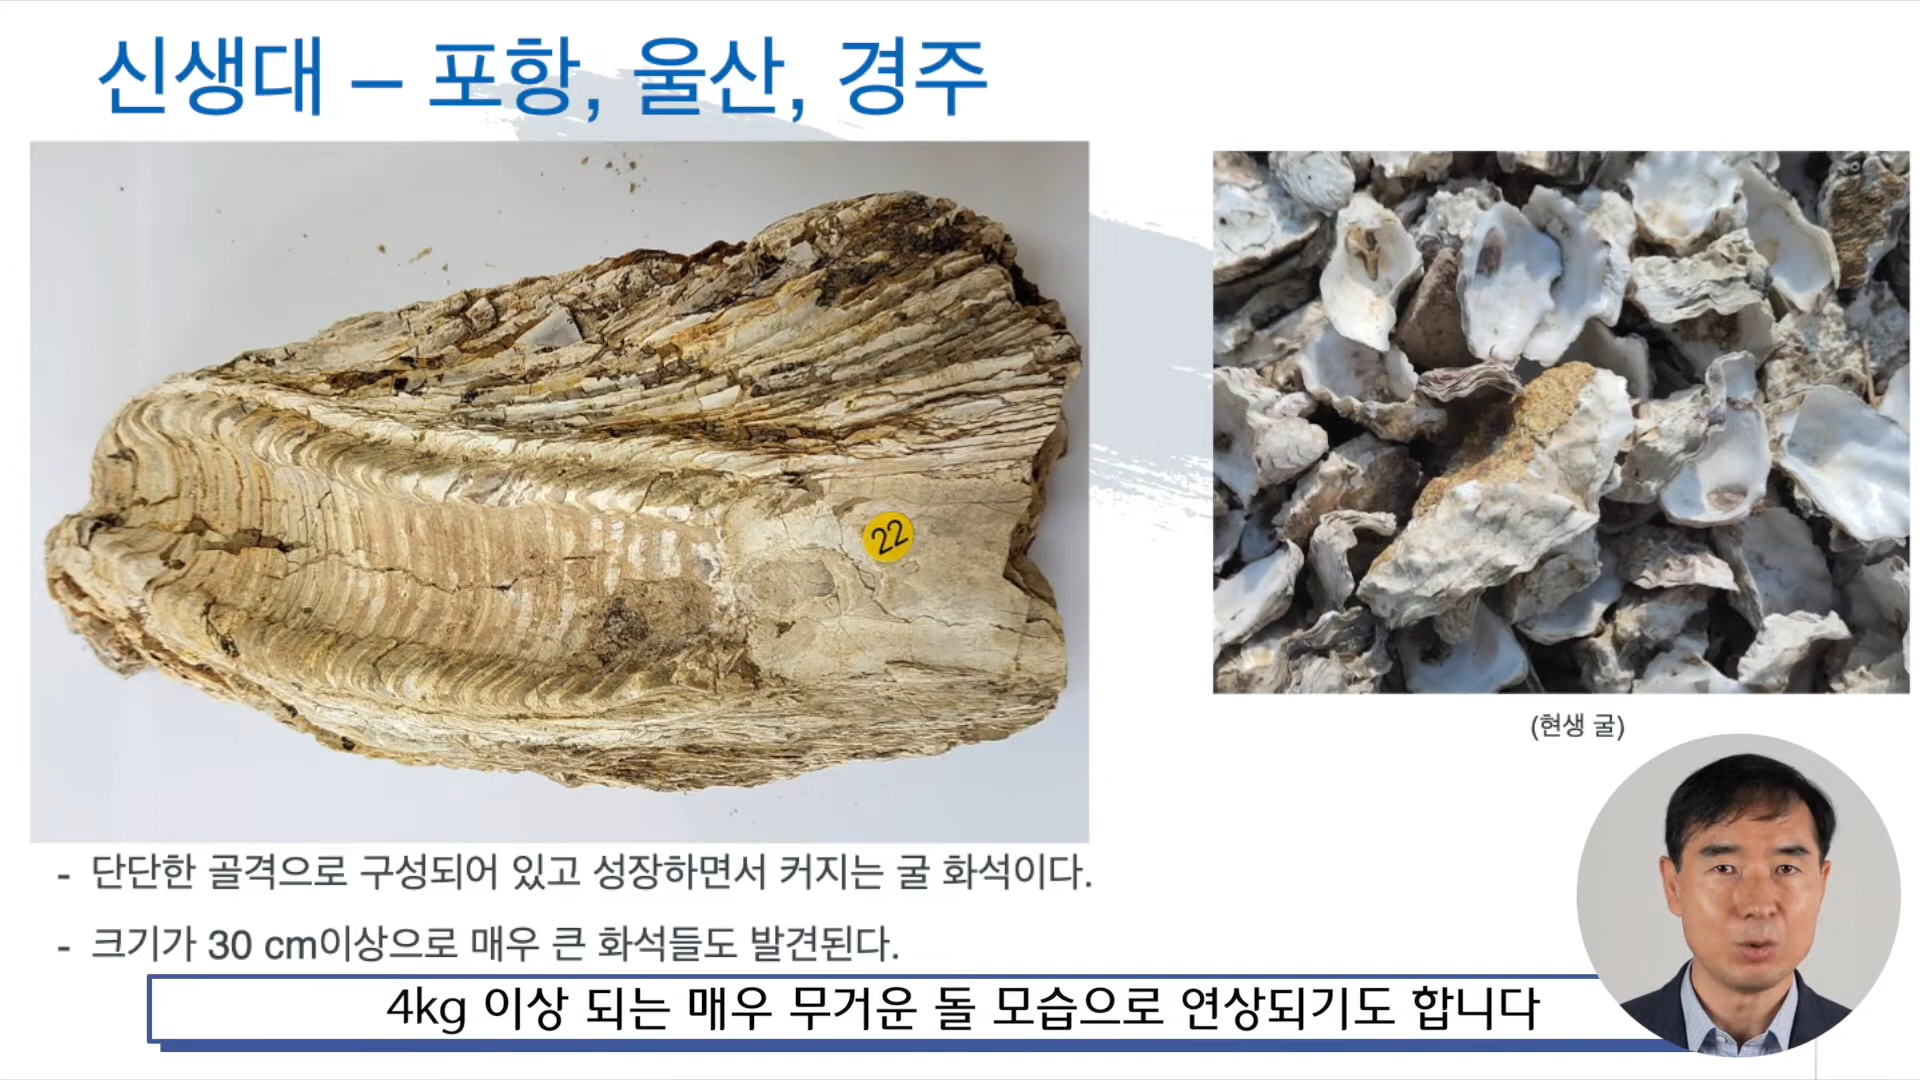 신생대 – 포항, 울산, 경주
22
(현생 굴)
- 단단한 골격으로 구성되어 있고 성장하면서 커지는 굴 화석이다.
- 크기가 30 cm이상으로 매우 큰 화석들도 발견된다.
4kg 이상 되는 매우 무거운 돌 모습으로 연상되기도 합니다